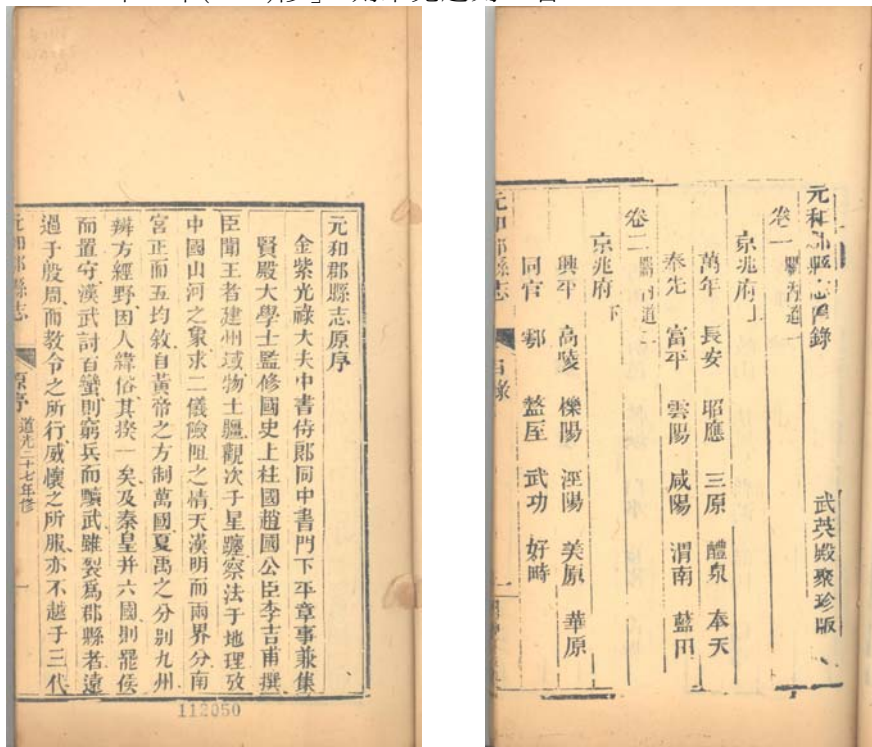 元和郡縣志原序
金紫光祿大夫中書侍郎同中書門下平章事兼集
賢殿大學士監修國史上柱國趙國公臣李吉甫撰
臣聞王者建州域物土疆觀次于星躔察法于地理攷
中國山河之象求二儀險阻之情天漢明而兩界分南
宮正而五均敘自黃帝之方制萬國夏禹之分別九州
辨方經野因人緯俗其揆一矣及秦皇并六國則罷侯
而置守漢武討百蠻則窮兵而黷武雖裂爲郡縣者遠
過于殷周而教令之所行威懷之所服亦不越于三代
元和郡縣志 原序 道光二十七年修 一
112050
元和郡縣志目錄 武英殿聚珍版
卷一 關內道一
京兆府上
萬年 長安 昭應 三原 醴泉 奉天
奉先 富平 雲陽 咸陽 渭南 藍田
卷二 關內道二
京兆府下
興平 高陵 櫟陽 涇陽 美原 華原
同官 鄠 盩厔 武功 好畤
元和郡縣志 目錄 一